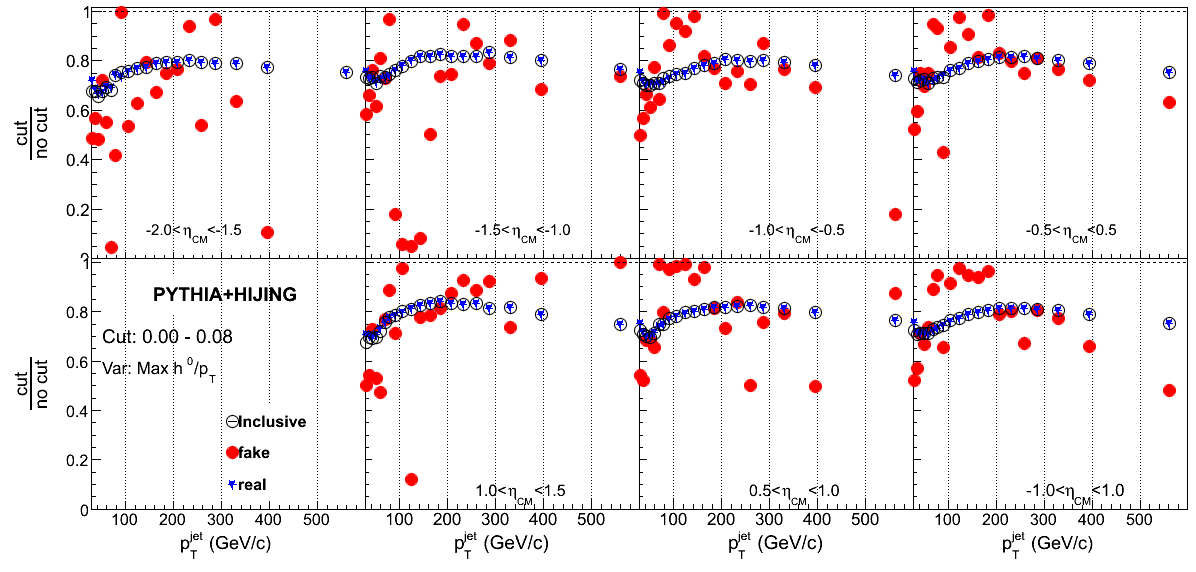 1
0.8
0.6
0.4
0.2
0
cut
no cut
-2.0<η_CM<-1.5
-1.5<η_CM<-1.0
-1.0<η_CM<-0.5
-0.5<η_CM<0.5
1
0.8
0.6
0.4
0.2
0
cut
no cut
PYTHIA+HIJING
Cut: 0.00 - 0.08
Var: Max h^0/p_T
Inclusive
fake
real
1.0<η_CM<1.5
0.5<η_CM<1.0
-1.0<η_CM<1.0
100 200 300 400 500 100 200 300 400 500 100 200 300 400 500 100 200 300 400 500
p_T^jet (GeV/c) p_T^jet (GeV/c) p_T^jet (GeV/c) p_T^jet (GeV/c)